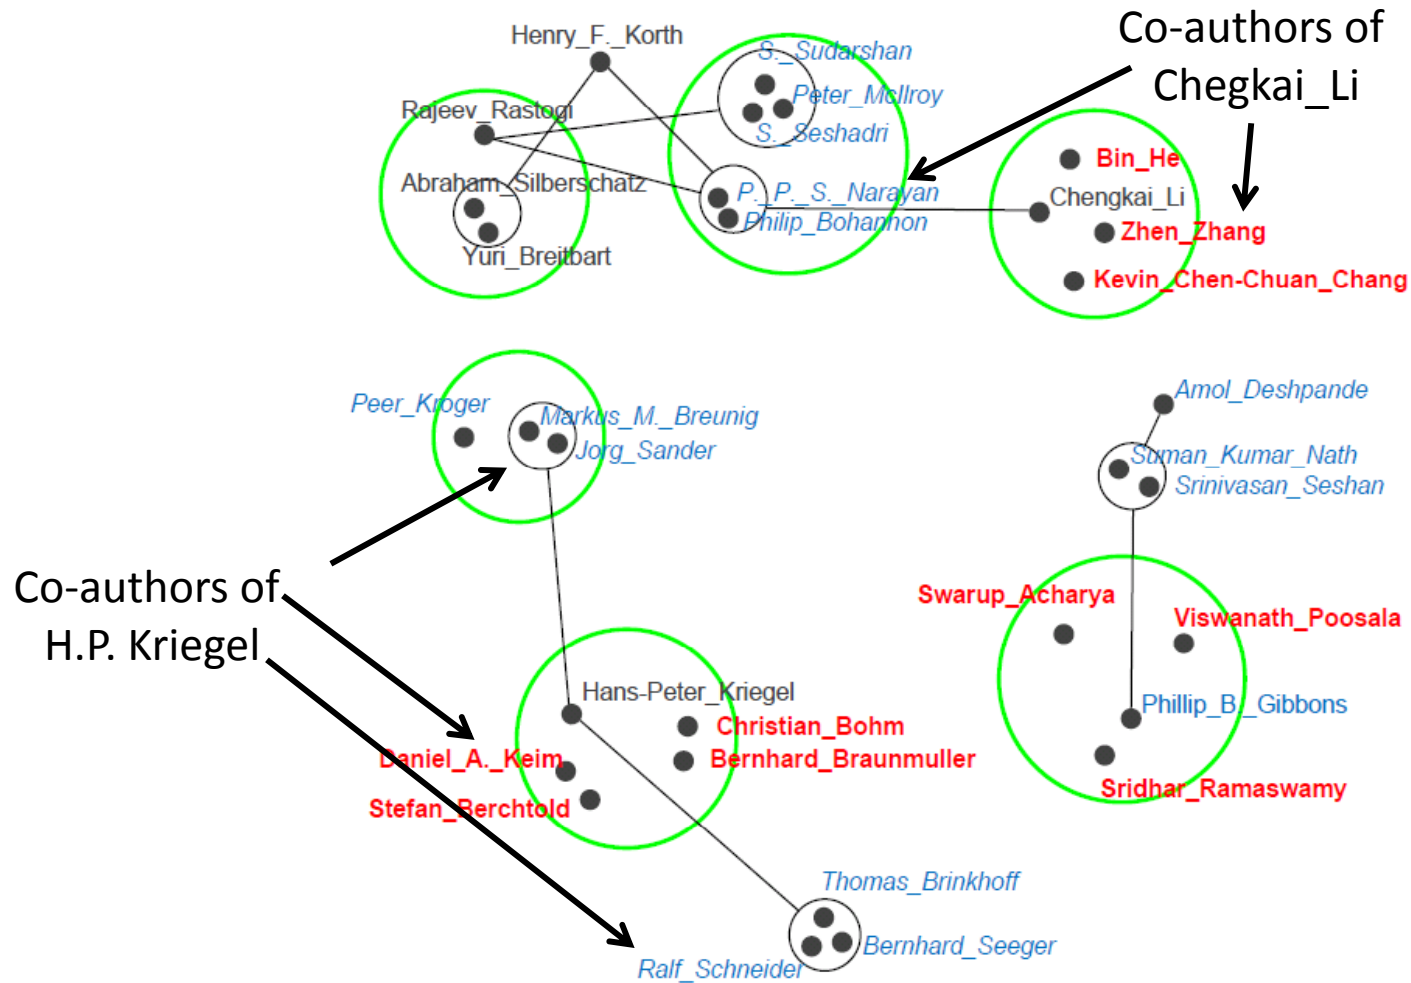 Henry_F._Korth
Co-authors of
Chegkai_Li
S._Sudarshan
Peter_McIlroy
S._Seshadri
Rajeev_Rastogi
Abraham_Silberschatz
Yuri_Breitbart
P._P._S._Narayan
Philip_Bohannon
Bin_He
Chengkai_Li
Zhen_Zhang
Kevin_Chen-Chuan_Chang
Peer_Kroger
Markus_M._Breunig
Jorg_Sander
Amol_Deshpande
Suman_Kumar_Nath
Srinivasan_Seshan
Co-authors of
H.P. Kriegel
Swarup_Acharya
Viswanath_Poosala
Phillip_B._Gibbons
Sridhar_Ramaswamy
Hans-Peter_Kriegel
Christian_Bohm
Daniel_A._Keim
Bernhard_Braunmuller
Stefan_Berchtold
Thomas_Brinkhoff
Bernhard_Seeger
Ralf_Schneider